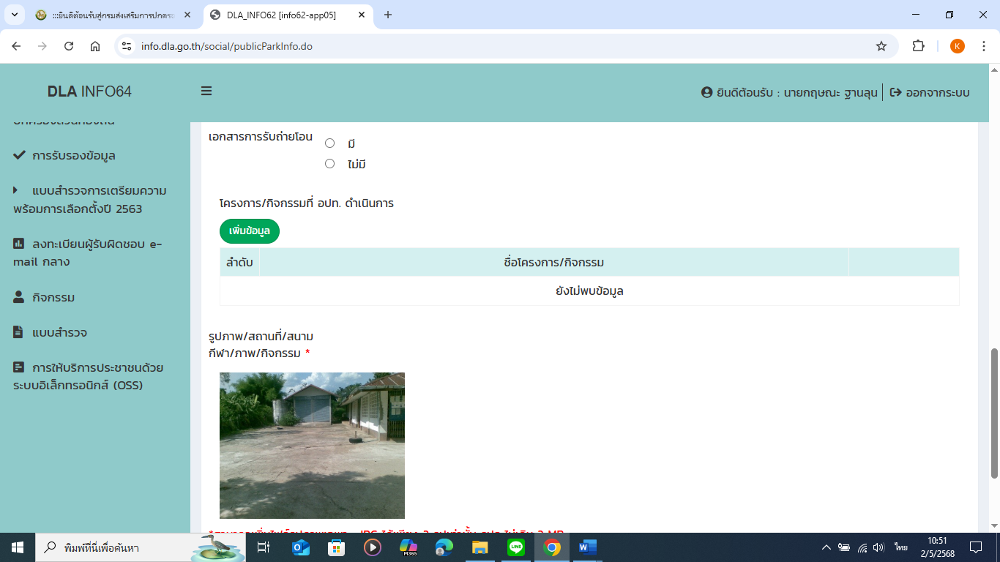 :::ยินดีต้อนรับสู่กรมส่งเสริมการปกคร
DLA_INFO62 [info62-app05]
info.dla.go.th/social/publicParkInfo.do
K
DLA INFO64
ยินดีต้อนรับ : นายกฤษณะ ฐานลุน
ออกจากระบบ
การรับรองข้อมูล
แบบสำรวจการเตรียมความ
พร้อมการเลือกตั้งปี 2563
ลงทะเบียนผู้รับผิดชอบ e-
mail กลาง
กิจกรรม
แบบสำรวจ
การให้บริการประชาชนด้วย
ระบบอิเล็กทรอนิกส์ (OSS)
เอกสารการรับถ่ายโอน
มี
ไม่มี
โครงการ/กิจกรรมที่ อปท. ดำเนินการ
เพิ่มข้อมูล
ลำดับ ชื่อโครงการ/กิจกรรม
ยังไม่พบข้อมูล
รูปภาพ/สถานที่/สนาม
กีฬา/ภาพ/กิจกรรม *
พิมพ์ที่นี่เพื่อค้นหา
M365
LINE
ไทย
10:51
2/5/2568